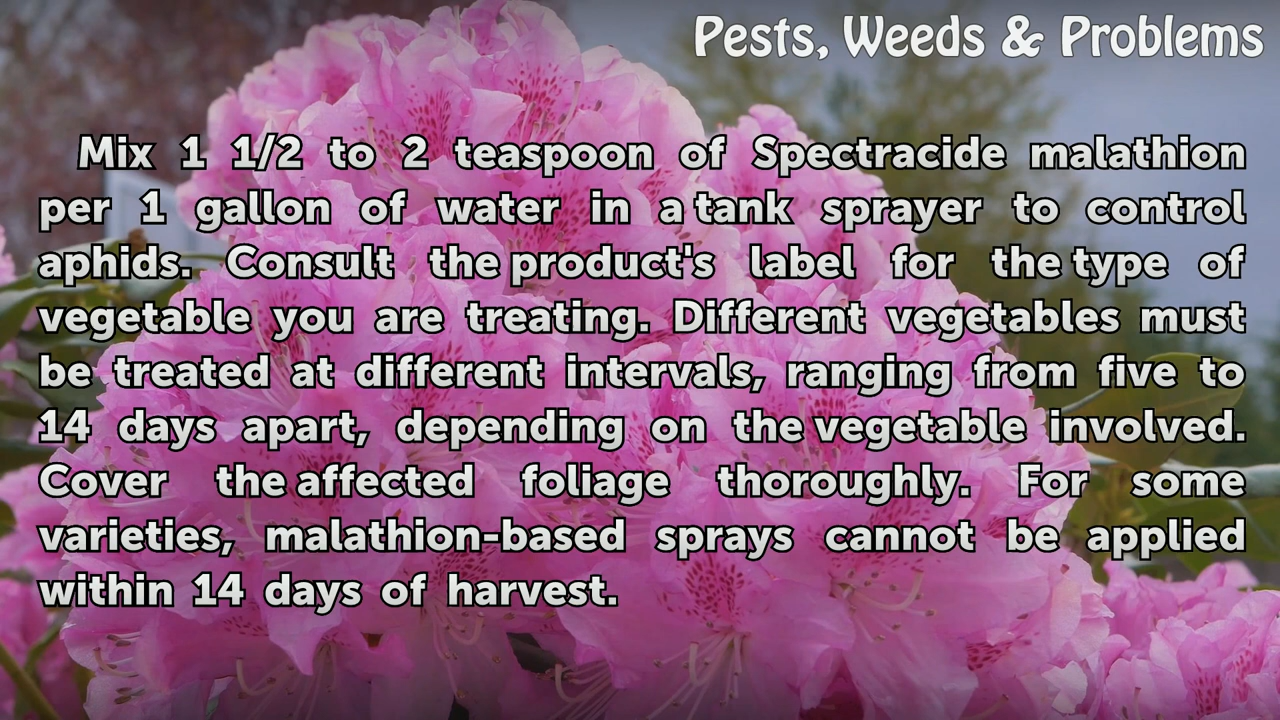 Pests, Weeds & Problems
Mix 1 1/2 to 2 teaspoon of Spectracide malathion
per 1 gallon of water in a tank sprayer to control
aphids. Consult the product's label for the type of
vegetable you are treating. Different vegetables must
be treated at different intervals, ranging from five to
14 days apart, depending on the vegetable involved.
Cover the affected foliage thoroughly. For some
varieties, malathion-based sprays cannot be applied
within 14 days of harvest.